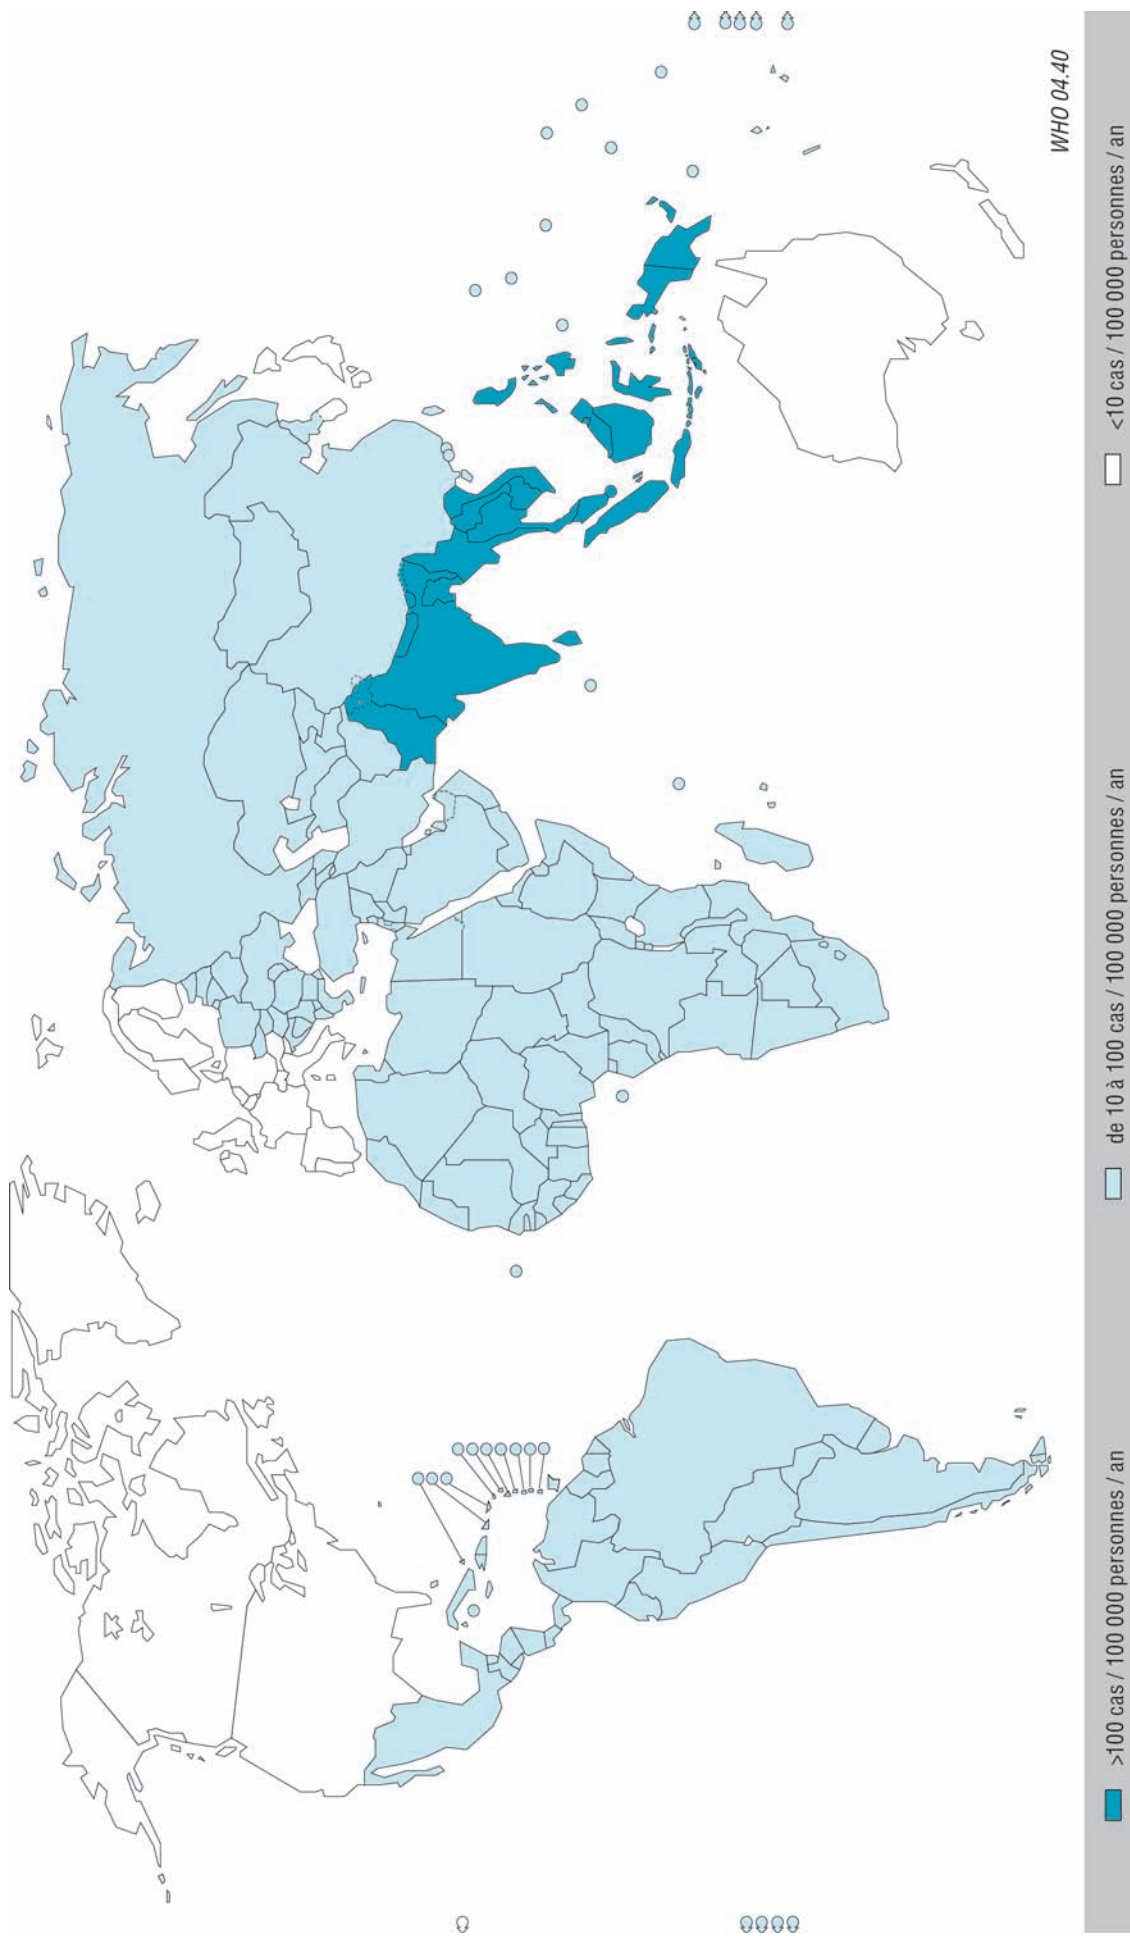 WHO 04.40
>100 cas / 100 000 personnes / an
de 10 à 100 cas / 100 000 personnes / an
<10 cas / 100 000 personnes / an